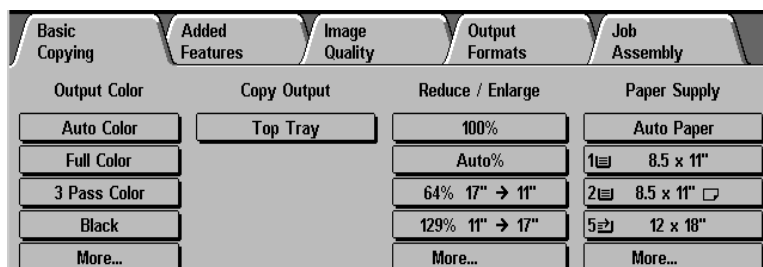 Basic Copying
Added Features
Image Quality
Output Formats
Job Assembly
Output Color
Copy Output
Reduce / Enlarge
Paper Supply
Auto Color
Top Tray
100%
Auto Paper
Full Color
Auto%
1 8.5 x 11"
3 Pass Color
64% 17" → 11"
2 8.5 x 11"
Black
129% 11" → 17"
5 12 x 18"
More...
More...
More...